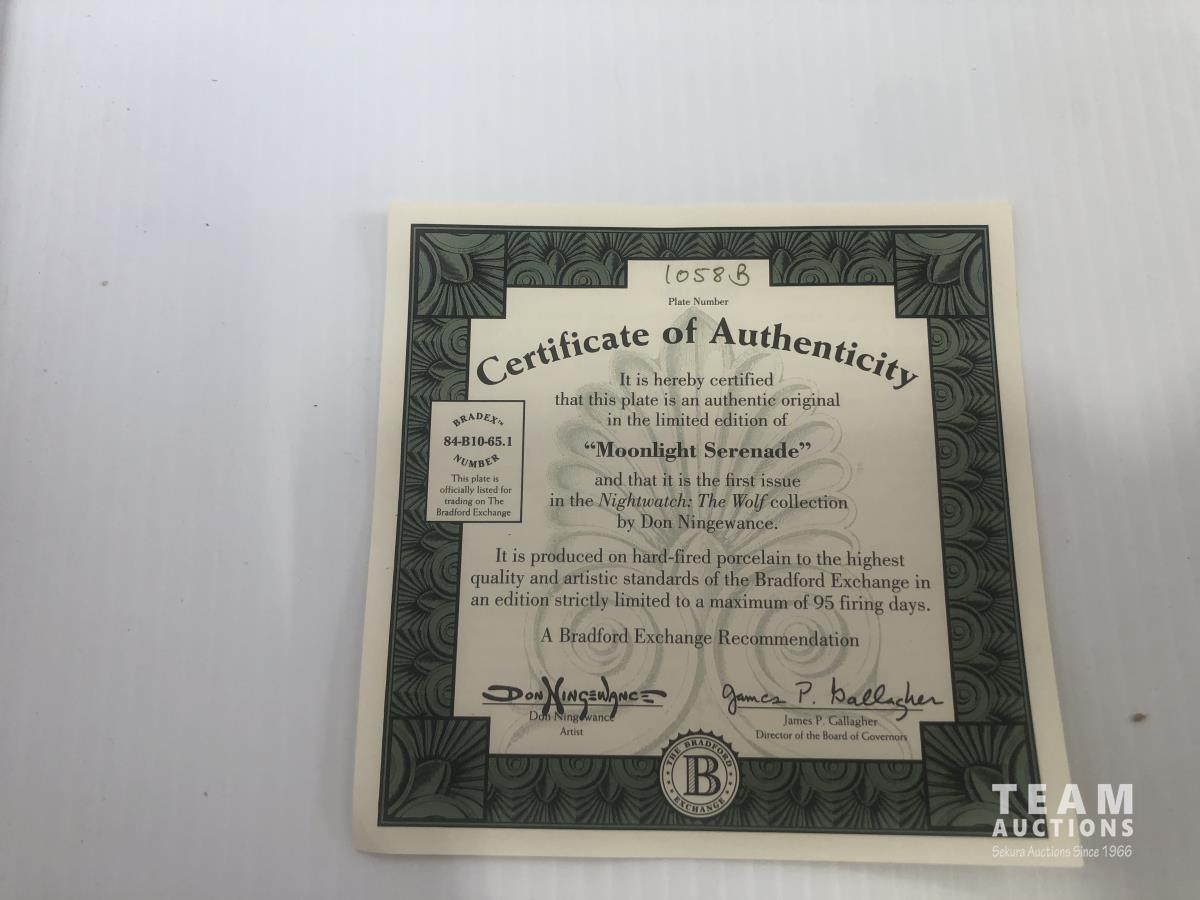 1058B
Plate Number
Certificate of Authenticity
It is hereby certified
that this plate is an authentic original
in the limited edition of
“Moonlight Serenade”
and that it is the first issue
in the Nightwatch: The Wolf collection
by Don Ningewance.
BRADEX™
84-B10-65.1
NUMBER
This plate is
officially listed for
trading on The
Bradford Exchange
It is produced on hard-fired porcelain to the highest
quality and artistic standards of the Bradford Exchange in
an edition strictly limited to a maximum of 95 firing days.
A Bradford Exchange Recommendation
Don Ningewance
Don Ningewance
Artist
James P. Gallagher
James P. Gallagher
Director of the Board of Governors
THE BRADFORD
B
EXCHANGE
TEAM
AUCTIONS
Sekura Auctions Since 1966